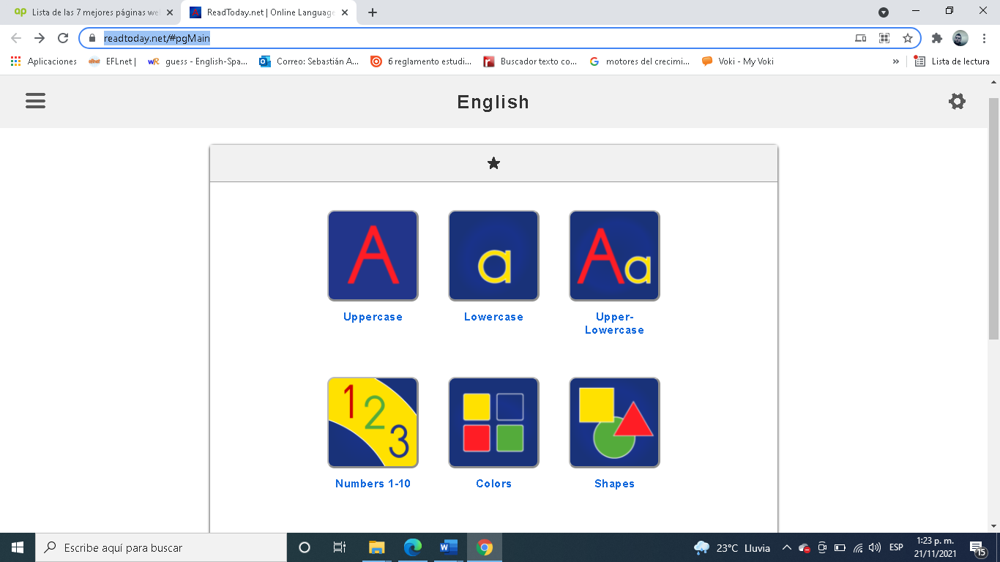 Lista de las 7 mejores páginas we
ReadToday.net | Online Language
readtoday.net/#pgMain
Aplicaciones
EFLnet |
guess - English-Spa...
Correo: Sebastián A...
6 reglamento estudi...
Buscador texto co...
motores del crecimi...
Voki - My Voki
»
Lista de lectura
English
A
a
Aa
Uppercase
Lowercase
Upper-
Lowercase
1
2
3
Numbers 1-10
Colors
Shapes
Escribe aquí para buscar
23°C Lluvia
ESP
1:23 p. m.
21/11/2021
15